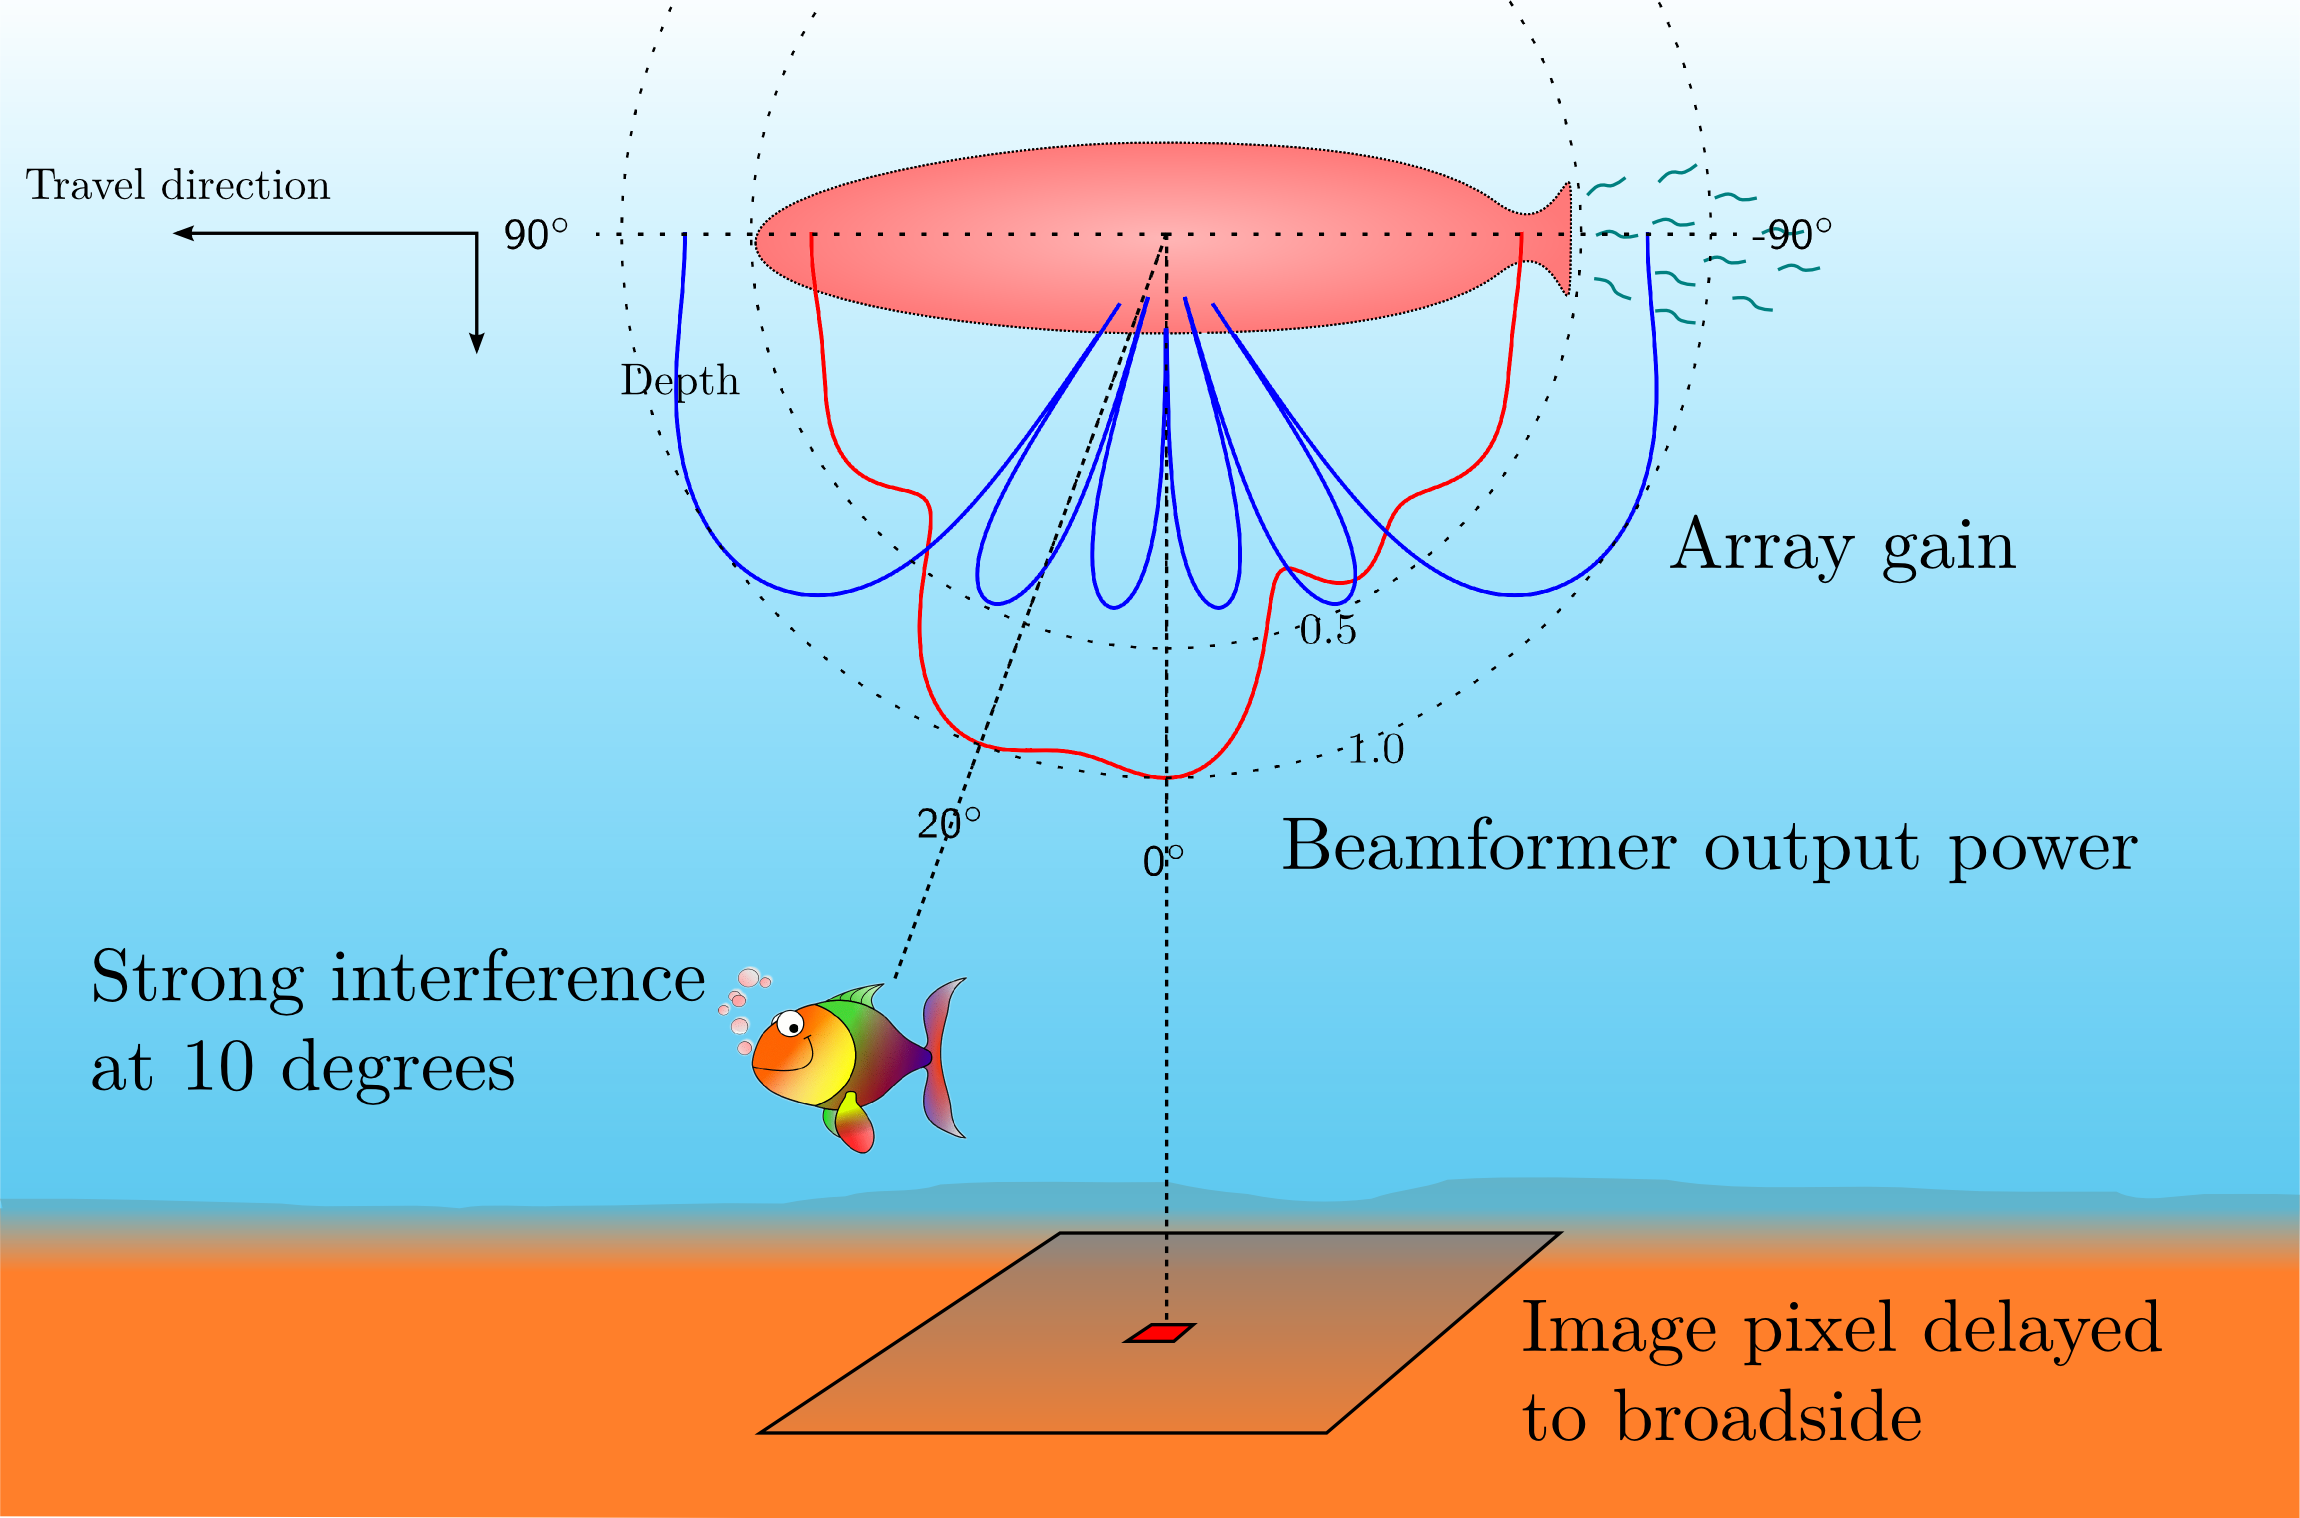 Travel direction
90°
-90°
Depth
Array gain
0.5
1.0
20°
0°
Beamformer output power
Strong interference
at 10 degrees
Image pixel delayed
to broadside